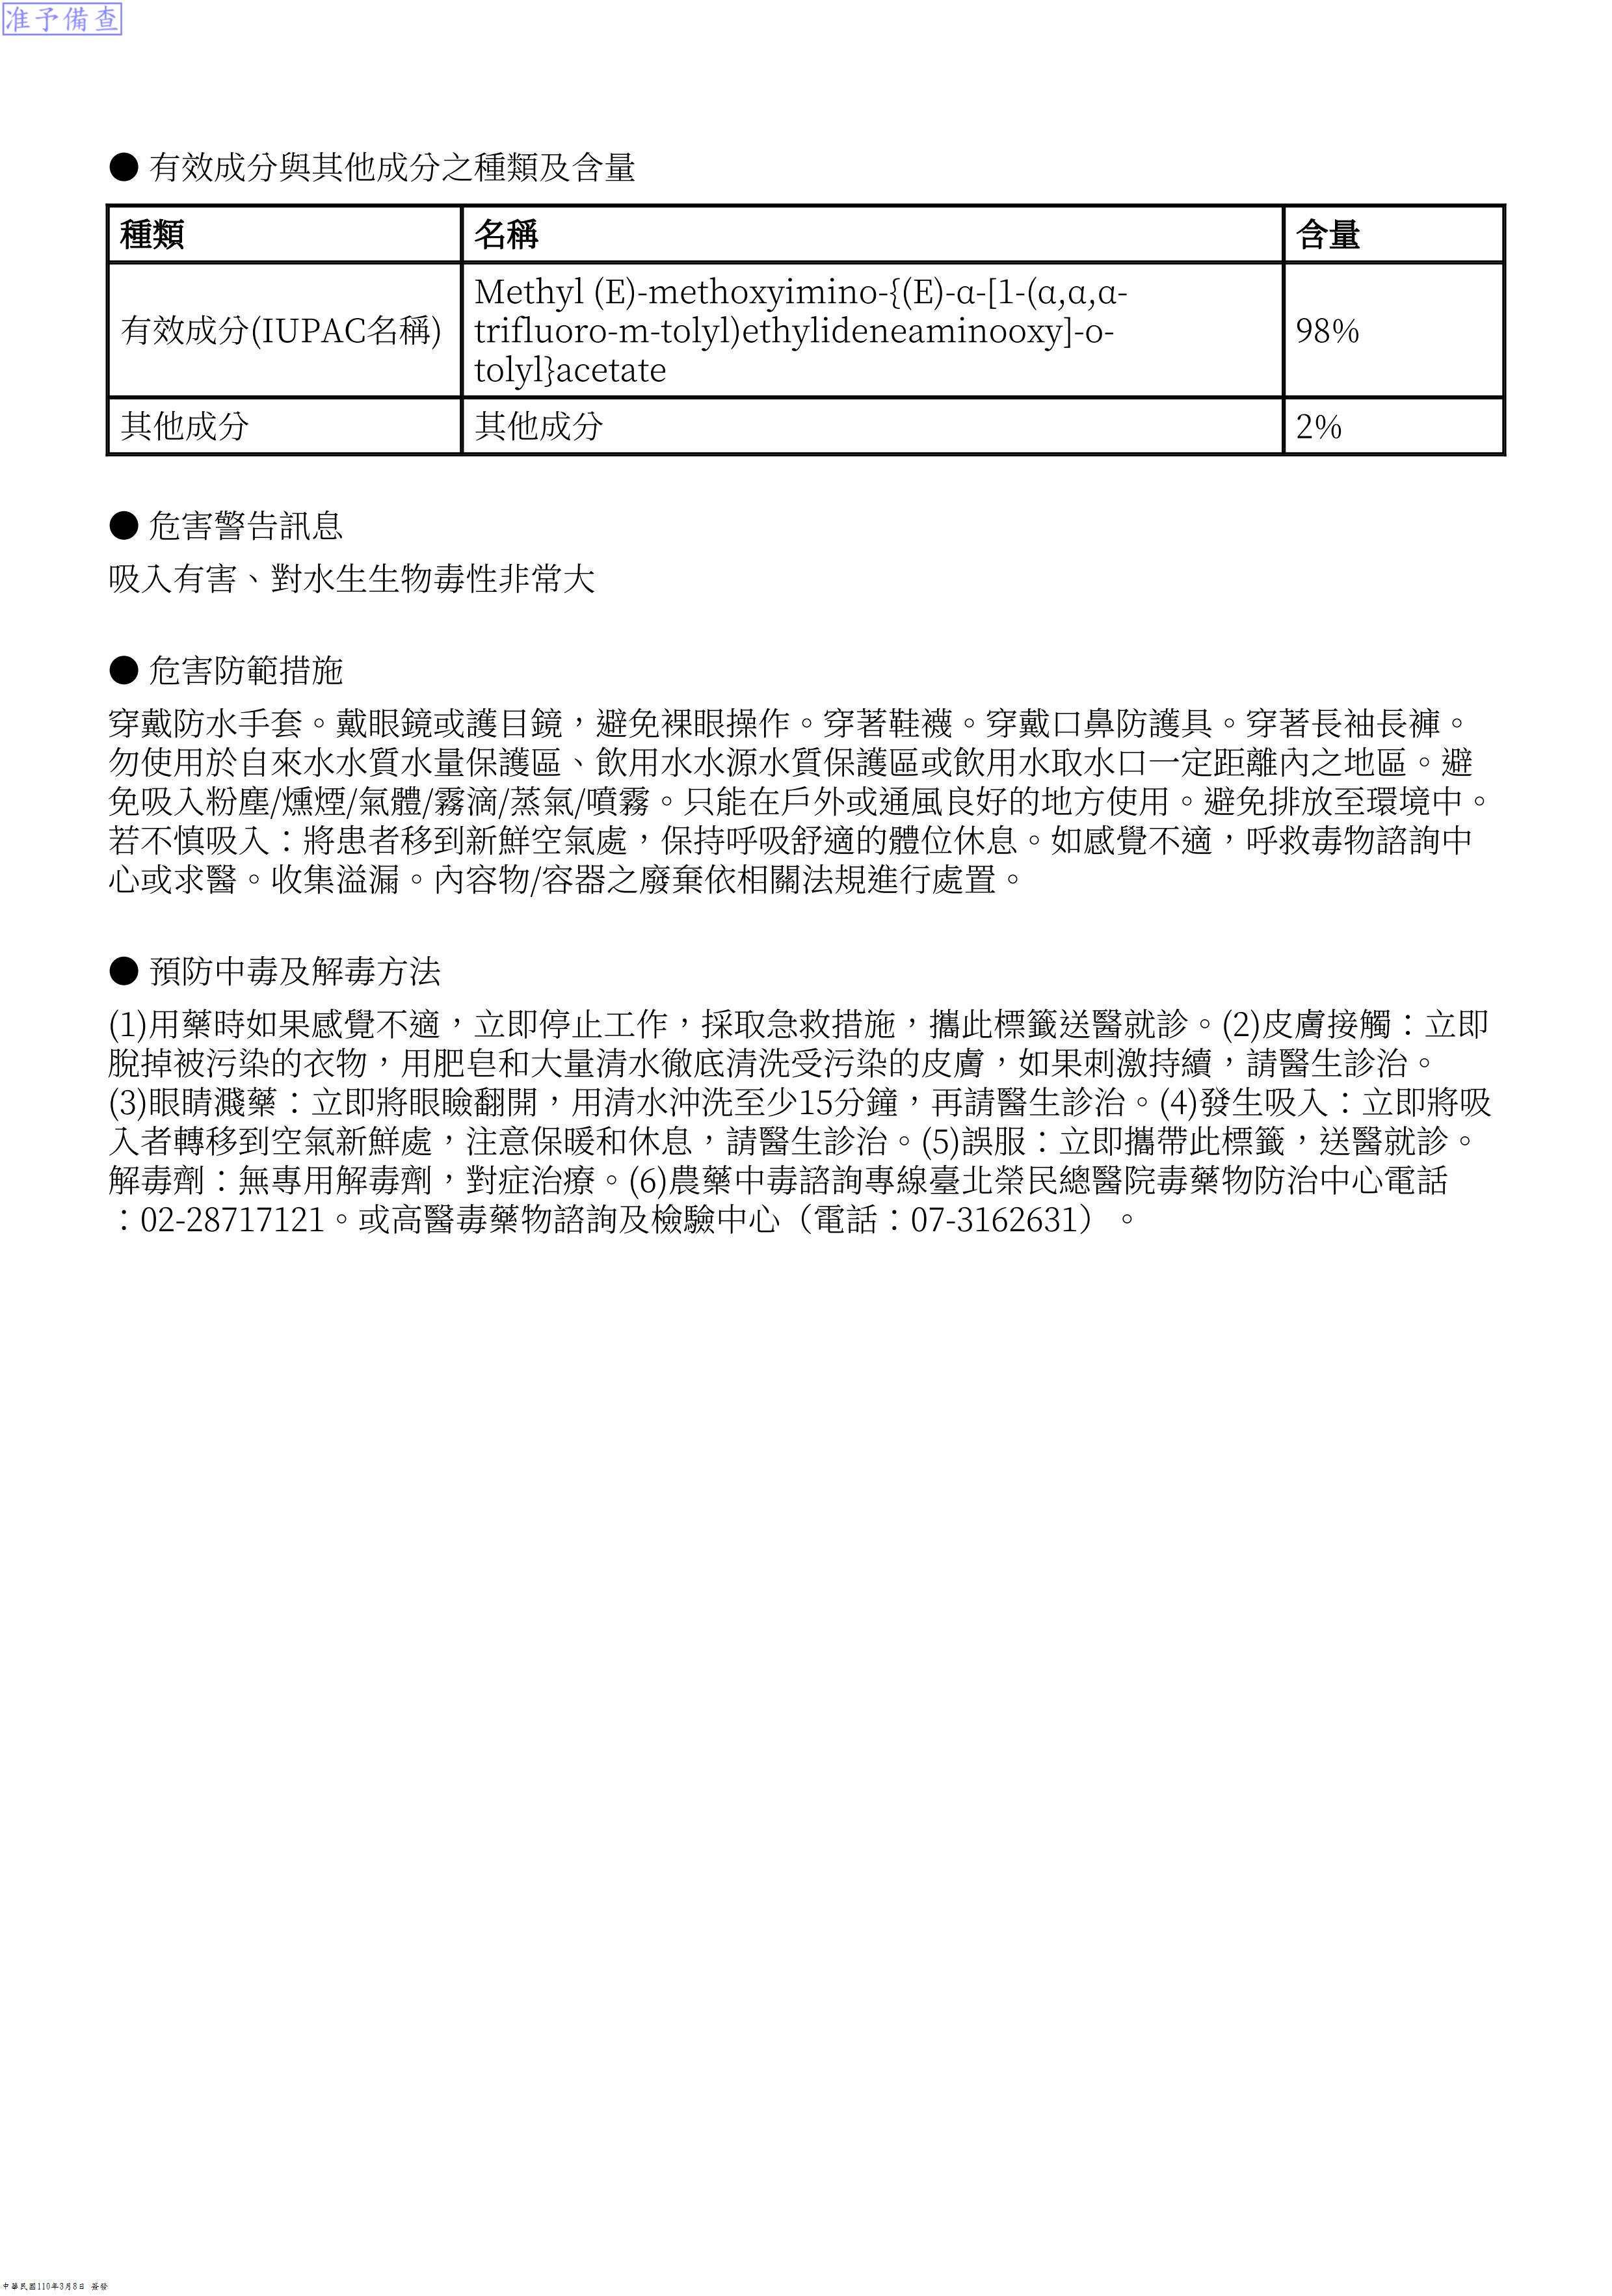 准予備查
● 有效成分與其他成分之種類及含量
種類 名稱 含量
有效成分(IUPAC名稱) Methyl (E)-methoxyimino-{(E)-α-[1-(α,α,α-
trifluoro-m-tolyl)ethylideneaminooxy]-o-
tolyl}acetate 98%
其他成分 其他成分 2%
● 危害警告訊息
吸入有害、對水生生物毒性非常大
● 危害防範措施
穿戴防水手套。戴眼鏡或護目鏡，避免裸眼操作。穿著鞋襪。穿戴口鼻防護具。穿著長袖長褲。
勿使用於自來水水質水量保護區、飲用水水源水質保護區或飲用水取水口一定距離內之地區。避
免吸入粉塵/燻煙/氣體/霧滴/蒸氣/噴霧。只能在戶外或通風良好的地方使用。避免排放至環境中。
若不慎吸入：將患者移到新鮮空氣處，保持呼吸舒適的體位休息。如感覺不適，呼救毒物諮詢中
心或求醫。收集溢漏。內容物/容器之廢棄依相關法規進行處置。
● 預防中毒及解毒方法
(1)用藥時如果感覺不適，立即停止工作，採取急救措施，攜此標籤送醫就診。(2)皮膚接觸：立即
脫掉被污染的衣物，用肥皂和大量清水徹底清洗受污染的皮膚，如果刺激持續，請醫生診治。
(3)眼睛濺藥：立即將眼瞼翻開，用清水沖洗至少15分鐘，再請醫生診治。(4)發生吸入：立即將吸
入者轉移到空氣新鮮處，注意保暖和休息，請醫生診治。(5)誤服：立即攜帶此標籤，送醫就診。
解毒劑：無專用解毒劑，對症治療。(6)農藥中毒諮詢專線臺北榮民總醫院毒藥物防治中心電話
：02-28717121。或高醫毒藥物諮詢及檢驗中心（電話：07-3162631）。
中華民國110年3月8日 簽發